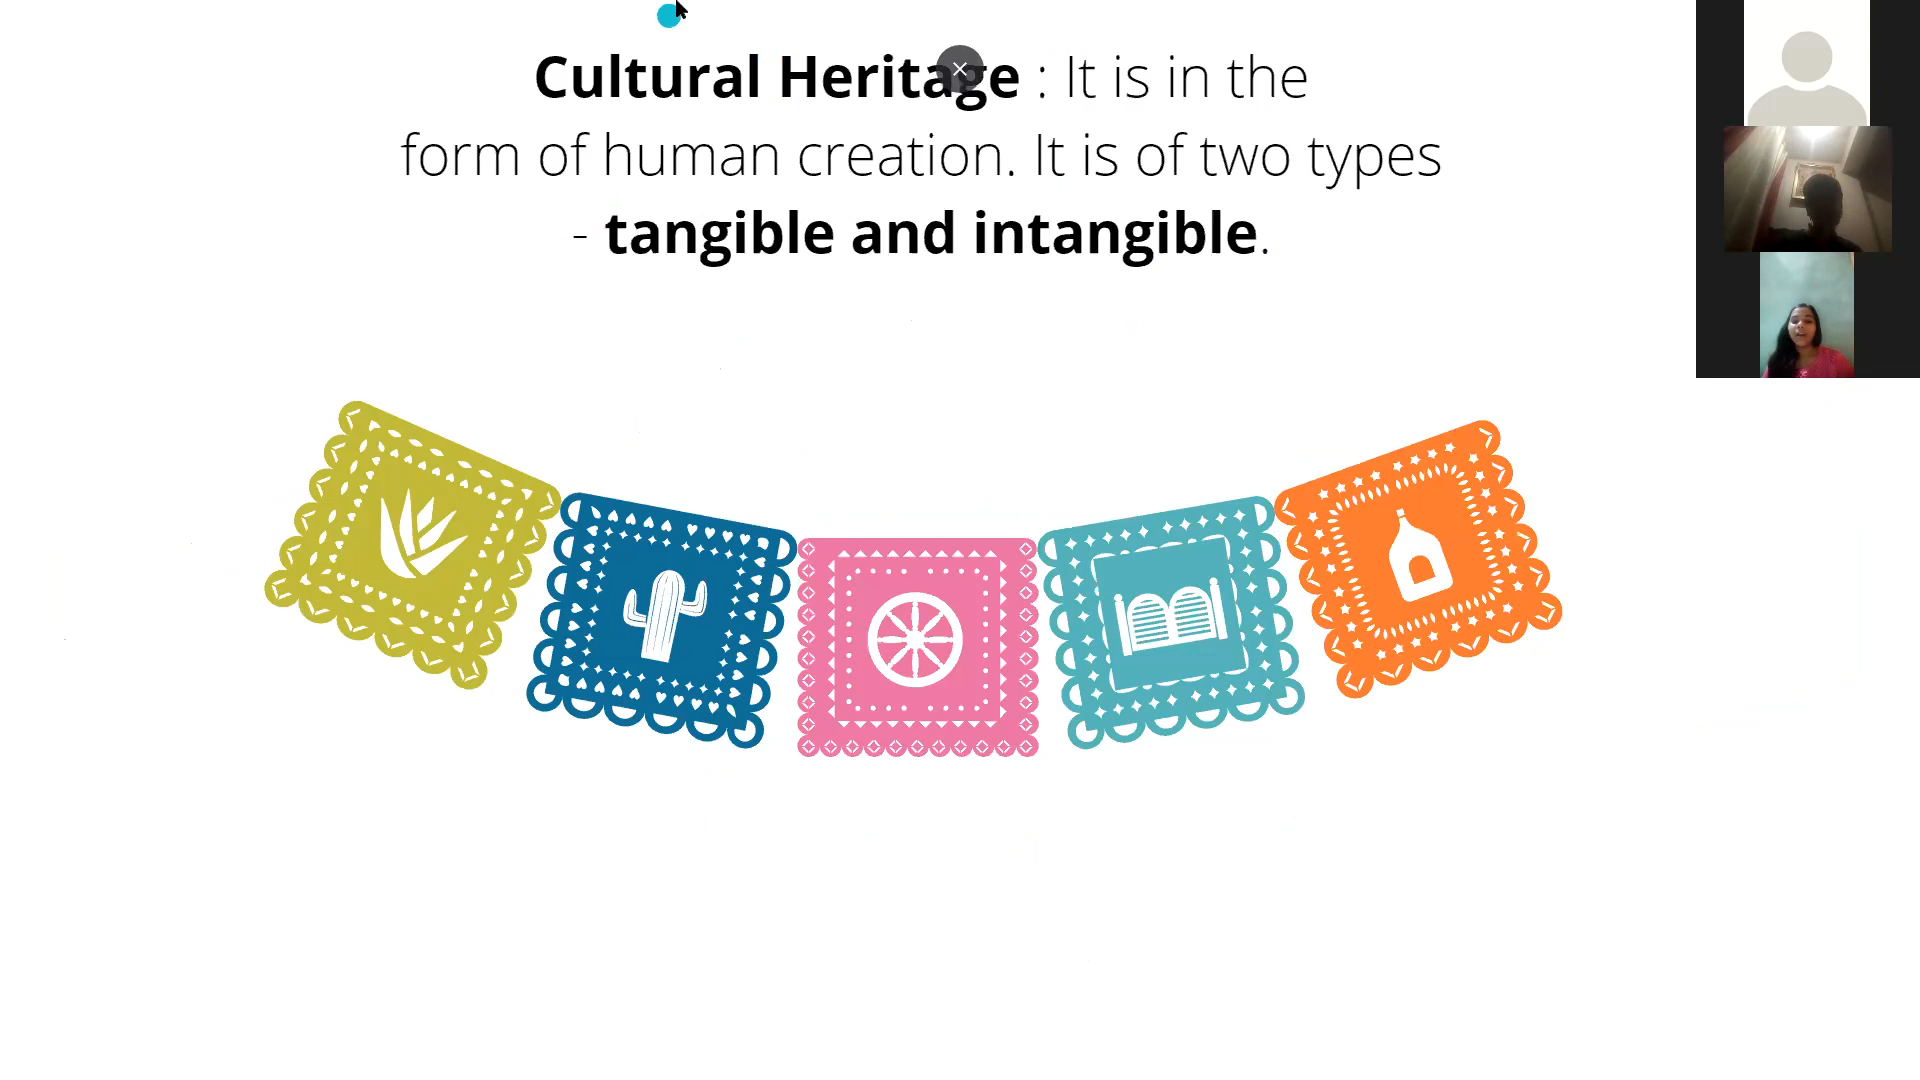 Cultural Heritage : It is in the
form of human creation. It is of two types
- tangible and intangible.